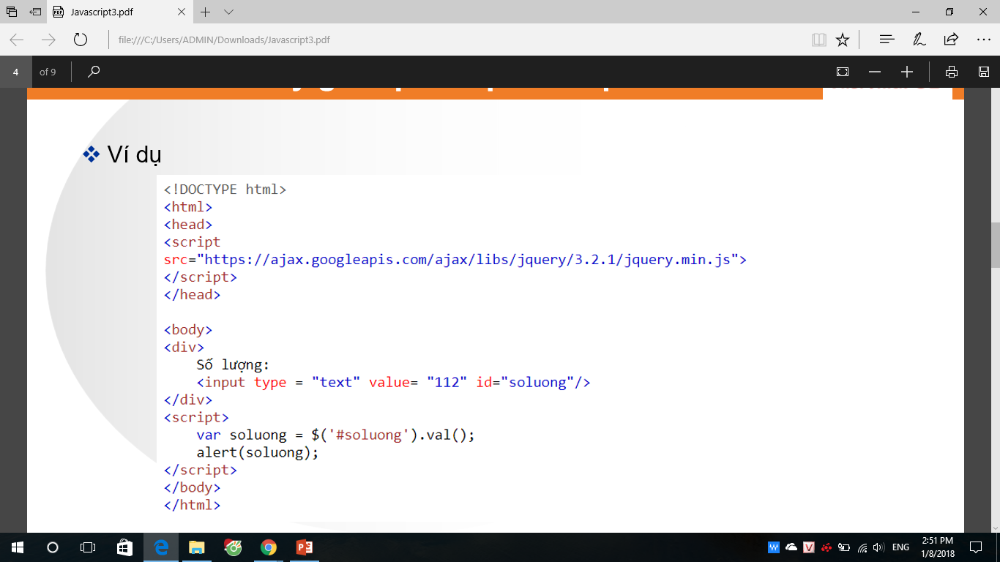 Javascript3.pdf
file:///C:/Users/ADMIN/Downloads/Javascript3.pdf
4 of 9
❖ Ví dụ
<!DOCTYPE html>
<html>
<head>
<script
src="https://ajax.googleapis.com/ajax/libs/jquery/3.2.1/jquery.min.js">
</script>
</head>
<body>
<div>
Số lượng:
<input type = "text" value= "112" id="soluong"/>
</div>
<script>
var soluong = $('#soluong').val();
alert(soluong);
</script>
</body>
</html>
ENG
2:51 PM
1/8/2018